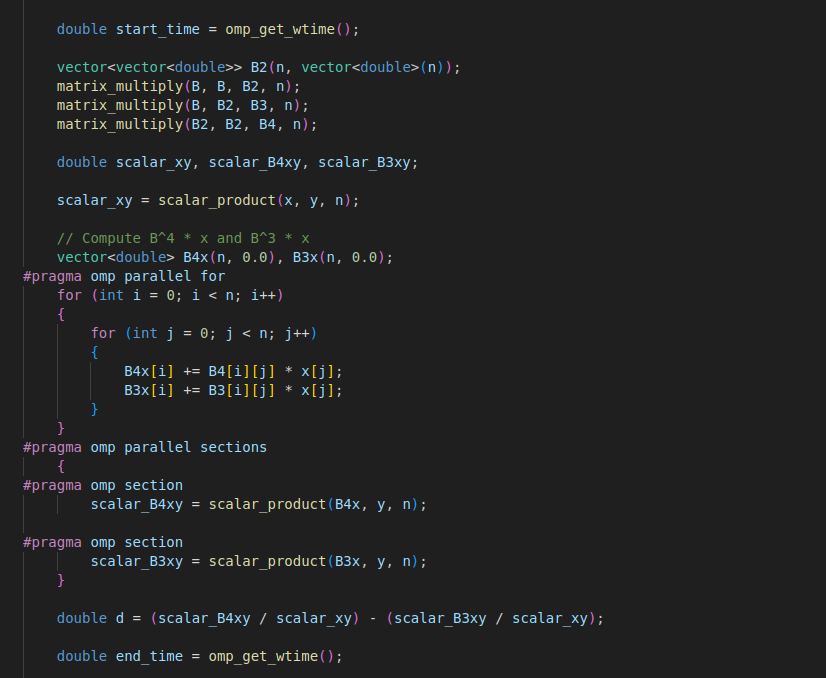 double start_time = omp_get_wtime();
vector<vector<double>> B2(n, vector<double>(n));
matrix_multiply(B, B, B2, n);
matrix_multiply(B, B2, B3, n);
matrix_multiply(B2, B2, B4, n);
double scalar_xy, scalar_B4xy, scalar_B3xy;
scalar_xy = scalar_product(x, y, n);
// Compute B^4 * x and B^3 * x
vector<double> B4x(n, 0.0), B3x(n, 0.0);
#pragma omp parallel for
for (int i = 0; i < n; i++)
{
for (int j = 0; j < n; j++)
{
B4x[i] += B4[i][j] * x[j];
B3x[i] += B3[i][j] * x[j];
}
}
#pragma omp parallel sections
{
#pragma omp section
scalar_B4xy = scalar_product(B4x, y, n);
#pragma omp section
scalar_B3xy = scalar_product(B3x, y, n);
}
double d = (scalar_B4xy / scalar_xy) - (scalar_B3xy / scalar_xy);
double end_time = omp_get_wtime();